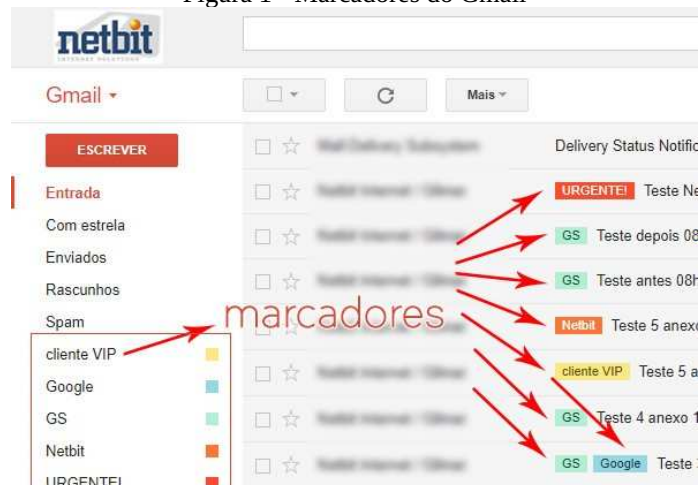 Figura 1 - Marcadores do Gmail
netbit
Gmail
Mais
ESCREVER
Delivery Status Notific
Entrada
URGENTE! Teste Ne
Com estrela
GS Teste depois 08
Enviados
Rascunhos
GS Teste antes 08h
Spam
marcadores
Netbit Teste 5 anexo
cliente VIP
cliente VIP Teste 5 a
Google
GS
GS Teste 4 anexo 1
Netbit
GS Google Teste
URGENTE!